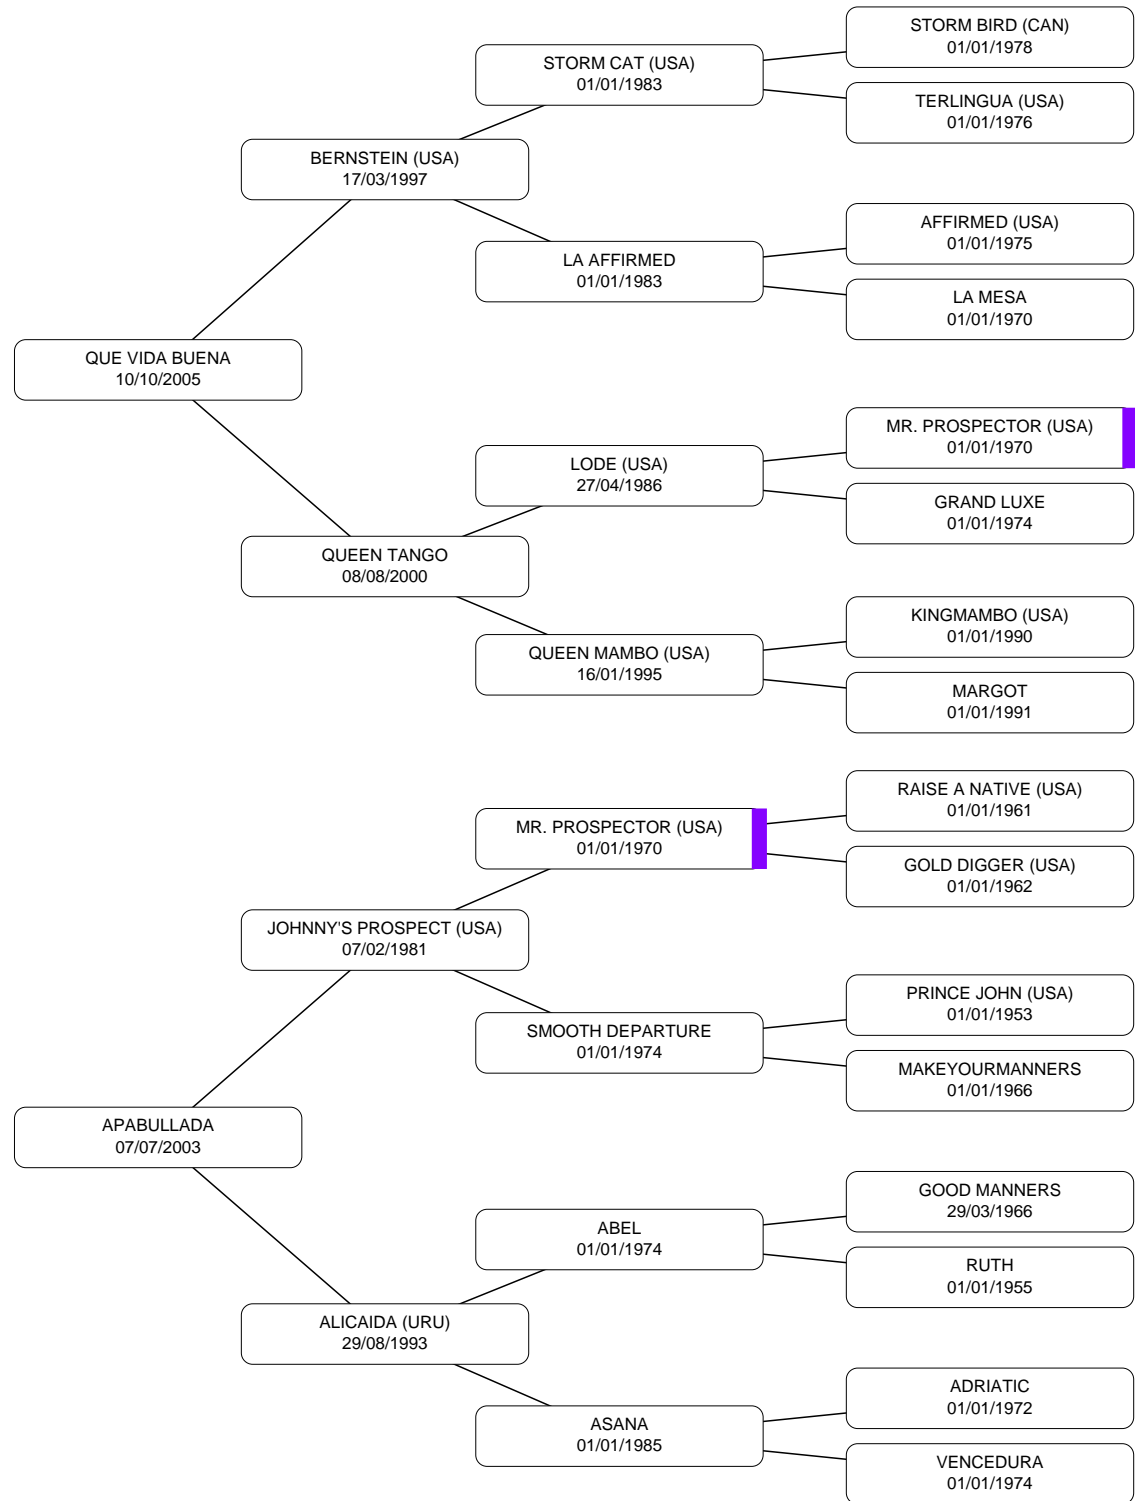 STORM BIRD (CAN)
01/01/1978
STORM CAT (USA)
01/01/1983
TERLINGUA (USA)
01/01/1976
BERNSTEIN (USA)
17/03/1997
AFFIRMED (USA)
01/01/1975
LA AFFIRMED
01/01/1983
LA MESA
01/01/1970
QUE VIDA BUENA
10/10/2005
MR. PROSPECTOR (USA)
01/01/1970
LODE (USA)
27/04/1986
GRAND LUXE
01/01/1974
QUEEN TANGO
08/08/2000
KINGMAMBO (USA)
01/01/1990
QUEEN MAMBO (USA)
16/01/1995
MARGOT
01/01/1991
RAISE A NATIVE (USA)
01/01/1961
MR. PROSPECTOR (USA)
01/01/1970
GOLD DIGGER (USA)
01/01/1962
JOHNNY'S PROSPECT (USA)
07/02/1981
PRINCE JOHN (USA)
01/01/1953
SMOOTH DEPARTURE
01/01/1974
MAKEYOURMANNERS
01/01/1966
APABULLADA
07/07/2003
GOOD MANNERS
29/03/1966
ABEL
01/01/1974
RUTH
01/01/1955
ALICAIDA (URU)
29/08/1993
ADRIATIC
01/01/1972
ASANA
01/01/1985
VENCEDURA
01/01/1974